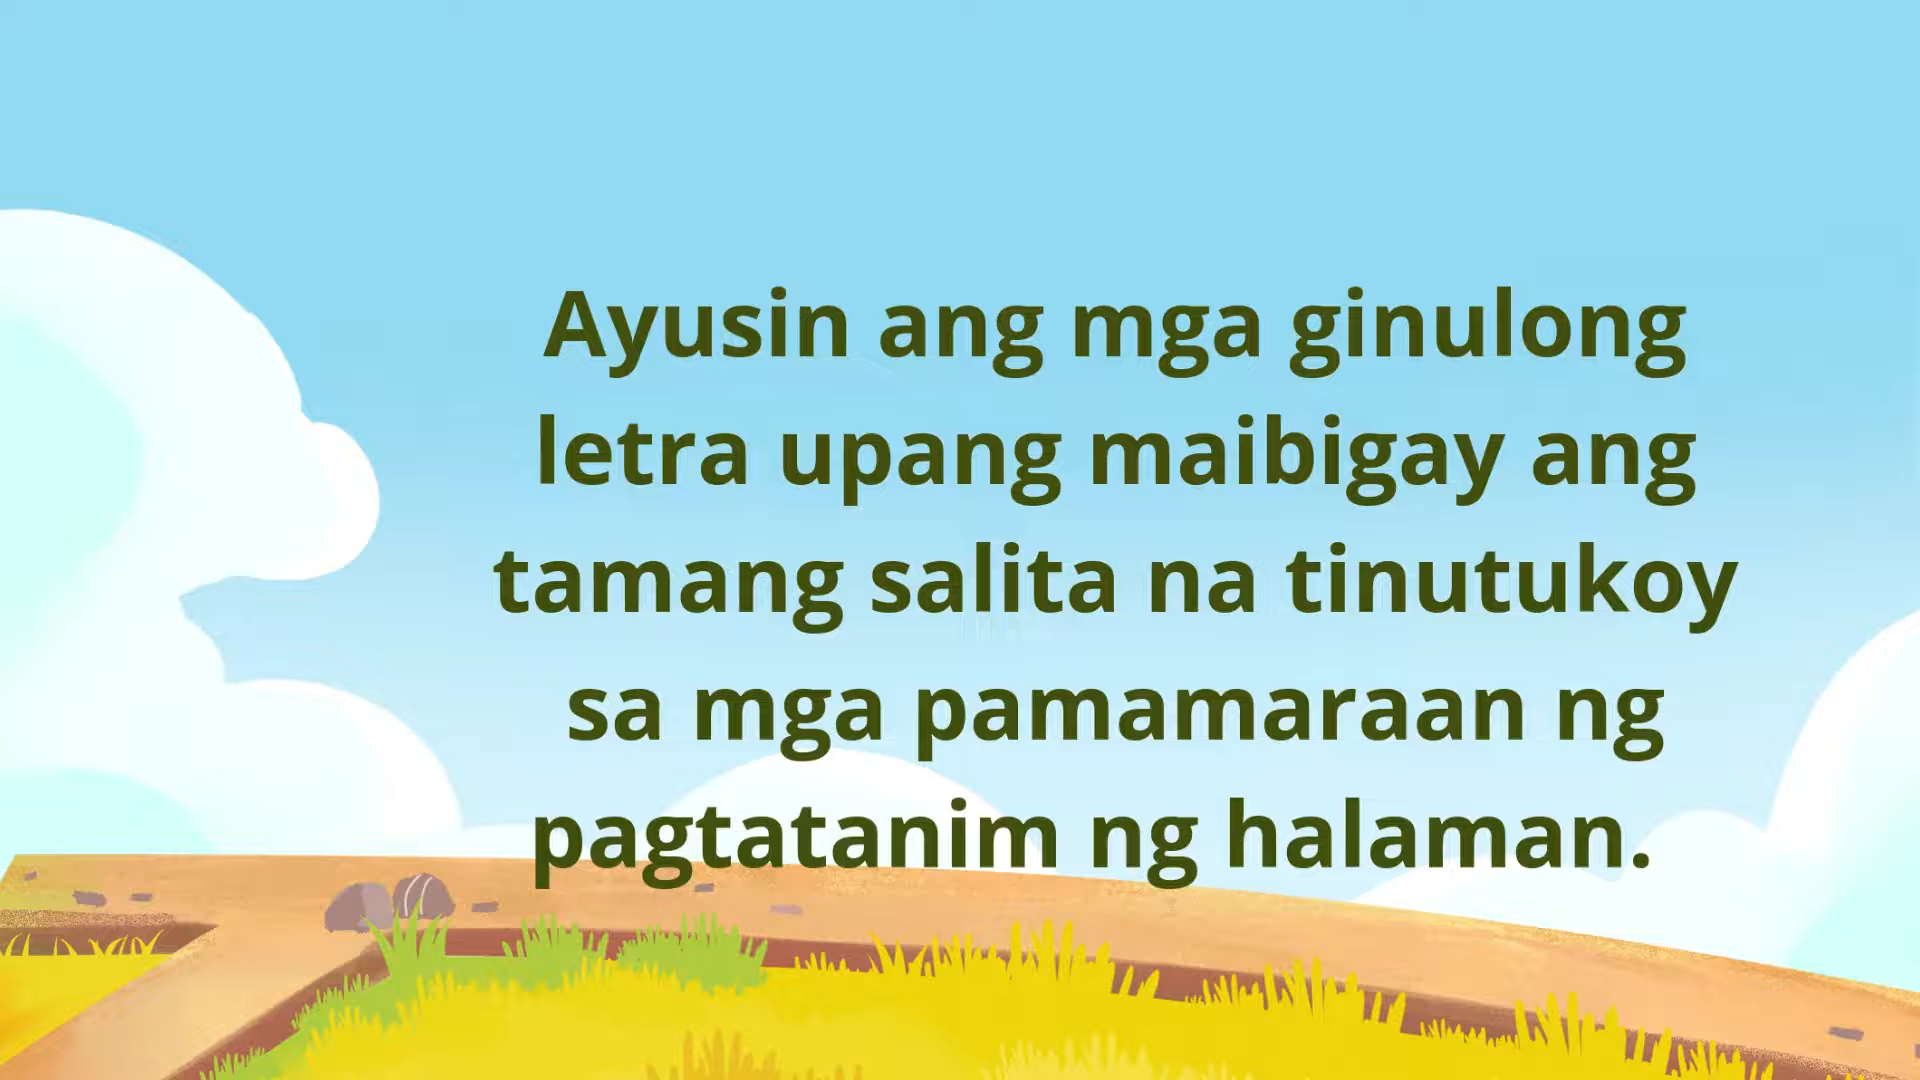 Ayusin ang mga ginulong
letra upang maibigay ang
tamang salita na tinutukoy
sa mga pamamaraan ng
pagtatanim ng halaman.